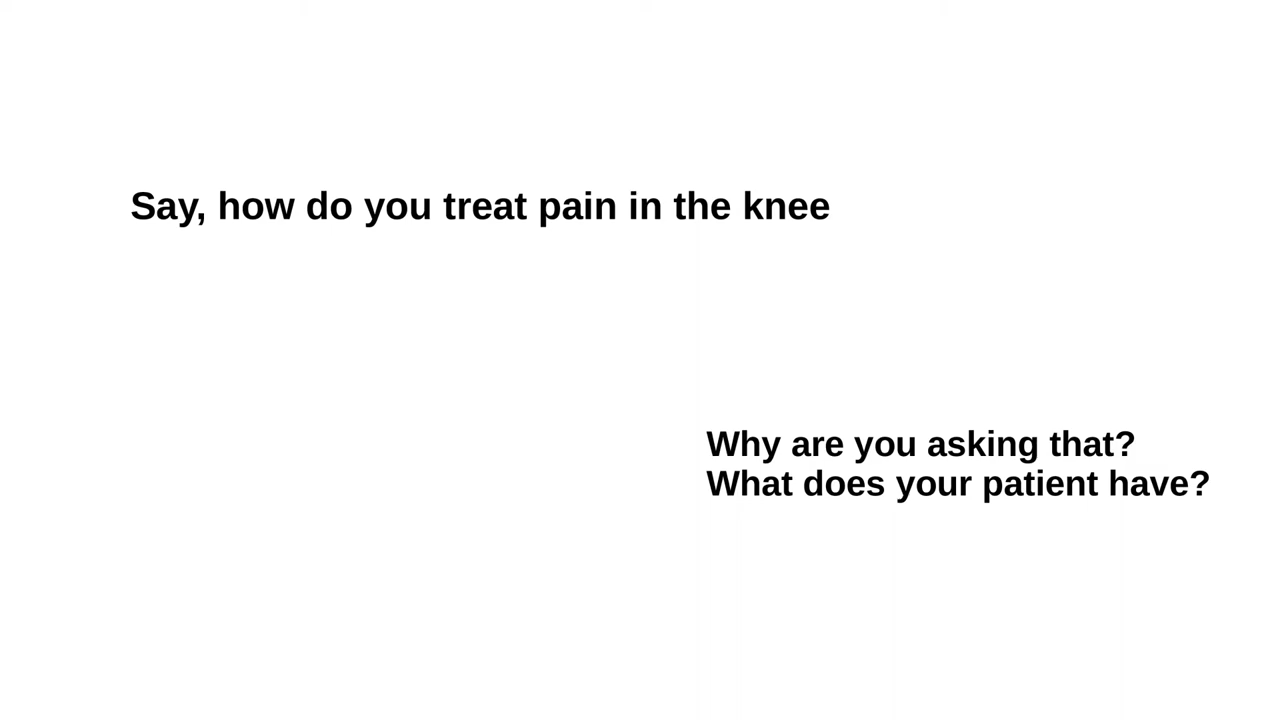 Say, how do you treat pain in the knee
Why are you asking that?
What does your patient have?